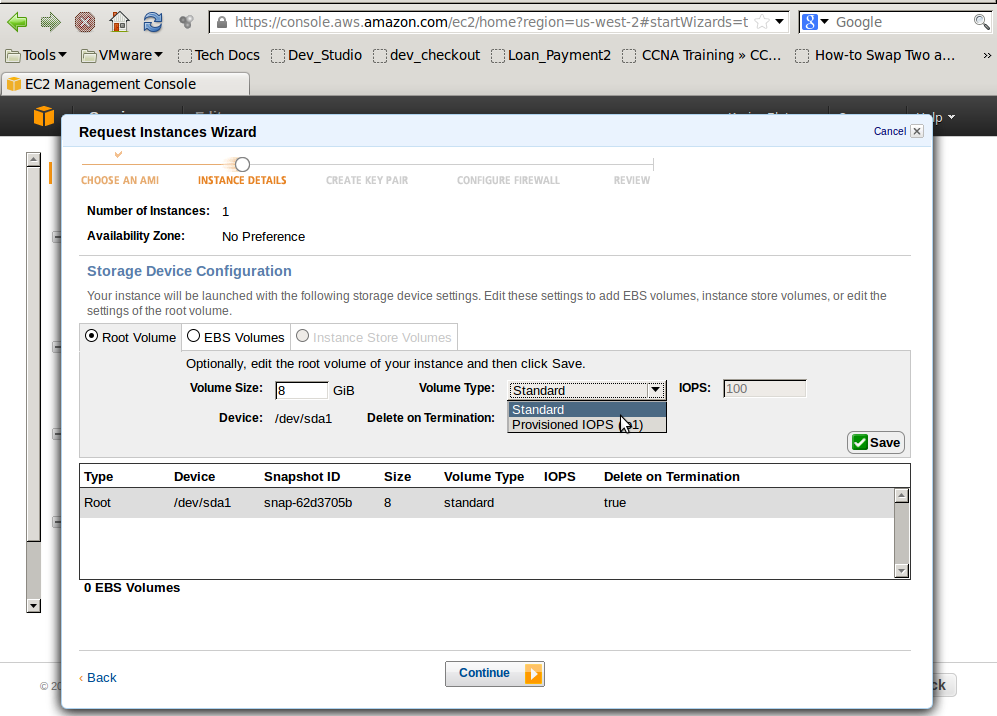 https://console.aws.amazon.com/ec2/home?region=us-west-2#startWizards=t
Google
Tools VMware Tech Docs Dev_Studio dev_checkout Loan_Payment2 CCNA Training » CC... How-to Swap Two a... »
EC2 Management Console
Request Instances Wizard
Cancel
CHOOSE AN AMI INSTANCE DETAILS CREATE KEY PAIR CONFIGURE FIREWALL REVIEW
Number of Instances: 1
Availability Zone: No Preference
Storage Device Configuration
Your instance will be launched with the following storage device settings. Edit these settings to add EBS volumes, instance store volumes, or edit the
settings of the root volume.
Root Volume EBS Volumes Instance Store Volumes
Optionally, edit the root volume of your instance and then click Save.
Volume Size: 8 GiB Volume Type: Standard IOPS: 100
Standard
Device: /dev/sda1 Delete on Termination: Provisioned IOPS
Save
Type Device Snapshot ID Size Volume Type IOPS Delete on Termination
Root /dev/sda1 snap-62d3705b 8 standard true
0 EBS Volumes
‹ Back
Continue